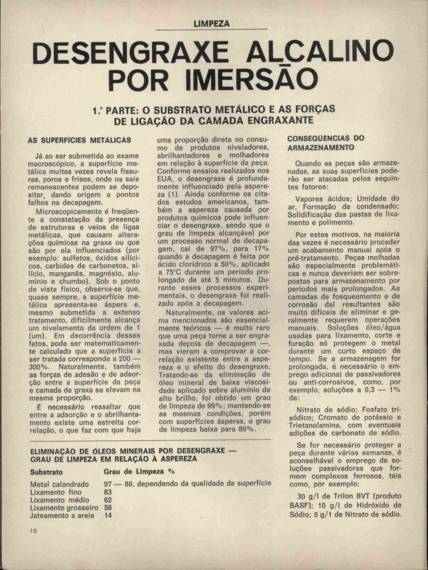 LIMPEZA
DESENGRAXE ALCALINO
POR IMERSÃO
1.ª PARTE: O SUBSTRATO METÁLICO E AS FORÇAS
DE LIGAÇÃO DA CAMADA ENGRAXANTE
AS SUPERFÍCIES METÁLICAS
Já ao ser submetida ao exame
macroscópico, a superfície me-
tálica muitas vezes revela fissu-
ras, poros e frisos, onde os sais
remanescentes podem se depo-
sitar, dando origem a pontos
falhos na decapagem.
Microscopicamente é freqüen-
te a constatação da presença
de estruturas e veios de ligas
metálicas, que causam altera-
ções químicas na graxa ou que
são por ela influenciados (por
exemplo: sulfetos, óxidos silíci-
cos, carbides de carbonetos, si-
lício, manganês, magnésio, alu-
mínio e chumbo). Sob o ponto
de vista físico, observa-se que,
quase sempre, a superfície me-
tálica apresenta-se áspera e,
mesmo submetida a extenso
tratamento, dificilmente alcança
um nivelamento da ordem de 1
(um). Em decorrência desses
fatos, pode ser matematicamen-
te calculado que a superfície a
ser tratada corresponda a 200 —
300%. Naturalmente, também
as forças de adesão e de adsor-
ção entre a superfície da peça
e camada de graxa se elevam na
mesma proporção.
É necessário ressaltar que
entre a adsorção e o abrilhanta-
mento existe uma estreita cor-
relação, o que faz com que haja
uma proporção direta no consu-
mo de produtos niveladores,
abrilhantadores e molhadores
em relação à superfície da peça.
Conforme ensaios realizados nos
EUA, o desengraxe é profunda-
mente influenciado pela aspere-
za (1). Ainda conforme os cita-
dos estudos americanos, tam-
bém a aspereza causada por
produtos químicos pode influen-
ciar o desengraxe, sendo que o
grau de limpeza alcançável por
um processo normal de decapa-
gem, cai de 97%, para 17%
quando a decapagem é feita por
ácido clorídrico a 50%, aplicado
a 75°C durante um período pro-
longado de até 5 minutos. Du-
rante esses processos experi-
mentais, o desengraxe foi reali-
zado após a decapagem.
Naturalmente, os valores aci-
ma mencionados são essencial-
mente teóricos — é muito raro
que uma peça torne a ser engra-
xada depois de decapagem —,
mas vieram a comprovar a cor-
relação existente entre a aspe-
reza e o efeito do desengraxe.
Tratando-se da eliminação de
óleo mineral de baixa viscosi-
dade aplicado sobre alumínio de
alto brilho, foi obtido um grau
de limpeza de 99%; mantendo-se
as mesmas condições, porém
com superfícies ásperas, o grau
de limpeza baixa para 89%.
CONSEQÜÊNCIAS DO
ARMAZENAMENTO
Quando as peças são armaze-
nadas, as suas superfícies pode-
rão ser atacadas pelos seguin-
tes fatores:
Vapores ácidos; Umidade do
ar, Formação de condensado;
Solidificação das pastas de lixa-
mento e polimento.
Por estes motivos, na maioria
das vezes é necessário proceder
um acabamento manual após o
pré-tratamento. Peças molhadas
são especialmente problemáti-
cas e nunca deveriam ser sobre-
postas para armazenamento por
períodos mais prolongados. As
camadas de fosqueamento e de
corrosão daí resultantes são
muito difíceis de eliminar e ge-
ralmente requerem operações
manuais. Soluções óleo/água
usadas para lixamento, corte e
furação só protegem o metal
durante um curto espaço de
tempo. Se a armazenagem for
prolongada, é necessário o em-
prego adicional de passivadores
ou anti-corrosivos, como, por
exemplo, soluções a 0,3 — 1%
de:
Nitrato de sódio; Fosfato tri-
sódico; Cromato de potássio e
Trietanolamina, com eventuais
adições de carbonato de sódio.
Se for necessário proteger a
peça durante várias semanas, é
aconselhável o emprego de so-
luções passivadoras que for-
mem complexos ferrosos, tais
como, por exemplo:
30 g/l de Trilon BVT (produto
BASF); 10 g/l de Hidróxido de
Sódio; 5 g/l de Nitrato de sódio.
ELIMINAÇÃO DE ÓLEOS MINERAIS POR DESENGRAXE —
GRAU DE LIMPEZA EM RELAÇÃO À ASPEREZA
Substrato Grau de Limpeza %
Metal calandrado 97 — 86, dependendo da qualidade da superfície
Lixamento fino 83
Lixamento médio 62
Lixamento grosseiro 56
Jateamento a areia 14
10